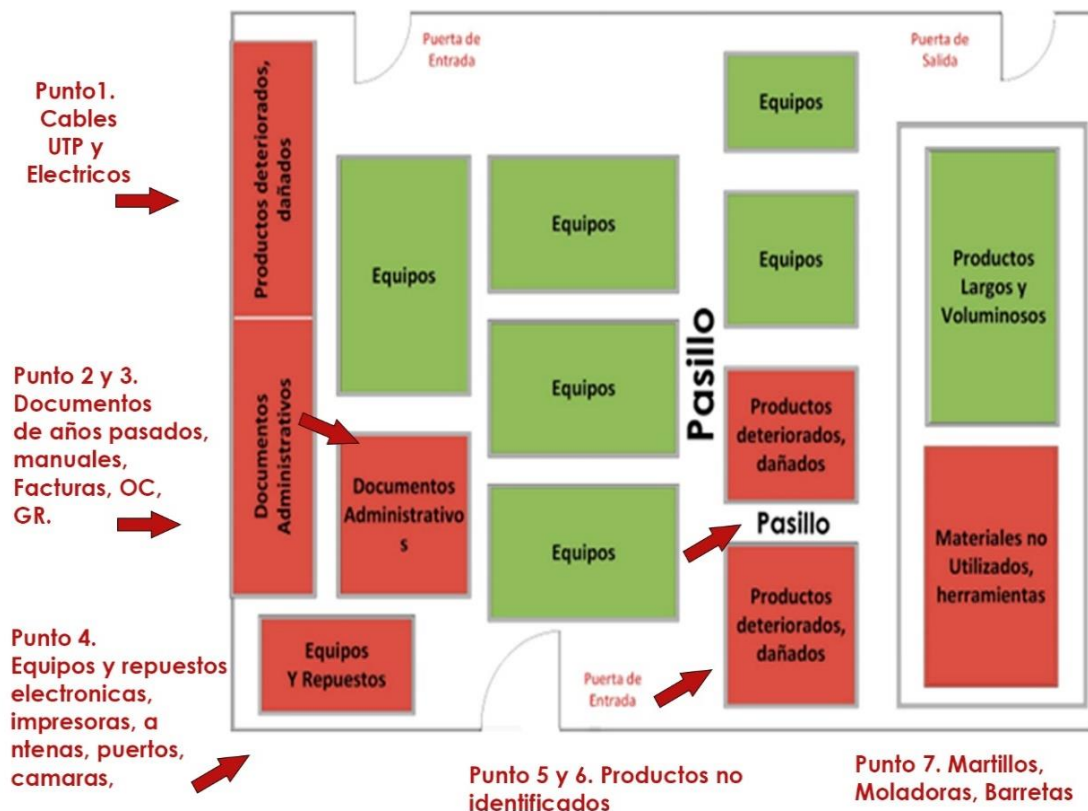 Punto1.
Cables
UTP y
Electricos
Productos deteriorados,
dañados
Puerta de
Entrada
Puerta de
Salida
Equipos
Equipos
Equipos
Equipos
Productos
Largos y
Voluminosos
Pasillo
Punto 2 y 3.
Documentos
de años pasados,
manuales,
Facturas, OC,
GR.
Documentos
Administrativos
Documentos
Administrativo
s
Equipos
Equipos
Productos
deteriorados,
dañados
Pasillo
Productos
deteriorados,
dañados
Materiales no
Utilizados,
herramientas
Punto 4.
Equipos y repuestos
electronicas,
impresoras, a
ntenas, puertos,
camaras,
Equipos
Y Repuestos
Puerta de
Entrada
Punto 5 y 6. Productos no
identificados
Punto 7. Martillos,
Moladoras, Barretas